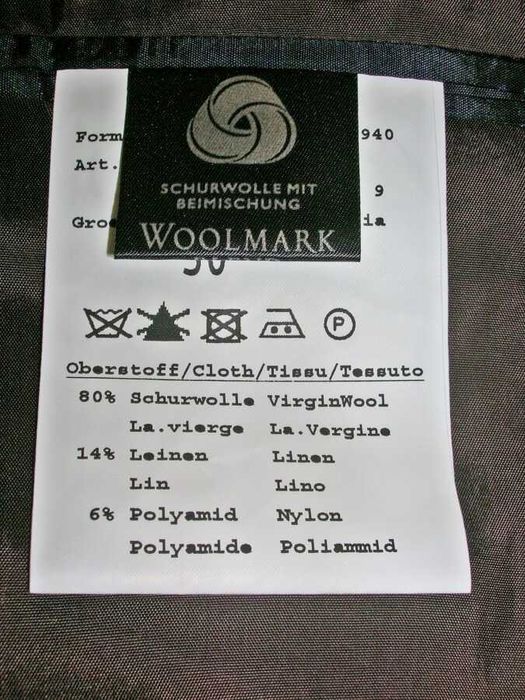 Form 940
Art.
SCHURWOLLE MIT
BEIMISCHUNG
9
ia
WOOLMARK
P
Oberstoff/Cloth/Tissu/Tessuto
80% Schurwolle VirginWool
La.vierge La.Vergine
14% Leinen Linen
Lin Lino
6% Polyamid Nylon
Polyamide Poliammid